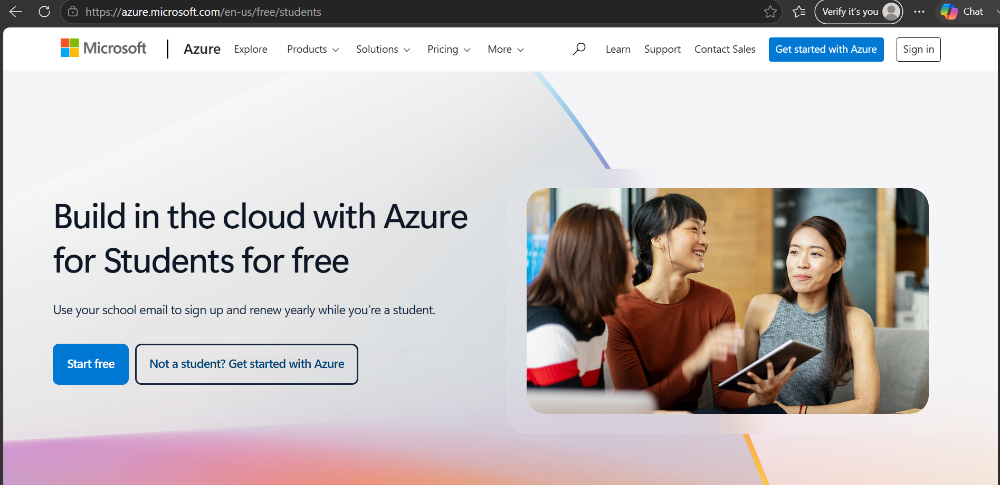 https://azure.microsoft.com/en-us/free/students
Verify it's you
Chat
Microsoft
Azure Explore Products Solutions Pricing More Learn Support Contact Sales Get started with Azure Sign in
Build in the cloud with Azure
for Students for free
Use your school email to sign up and renew yearly while you’re a student.
Start free
Not a student? Get started with Azure